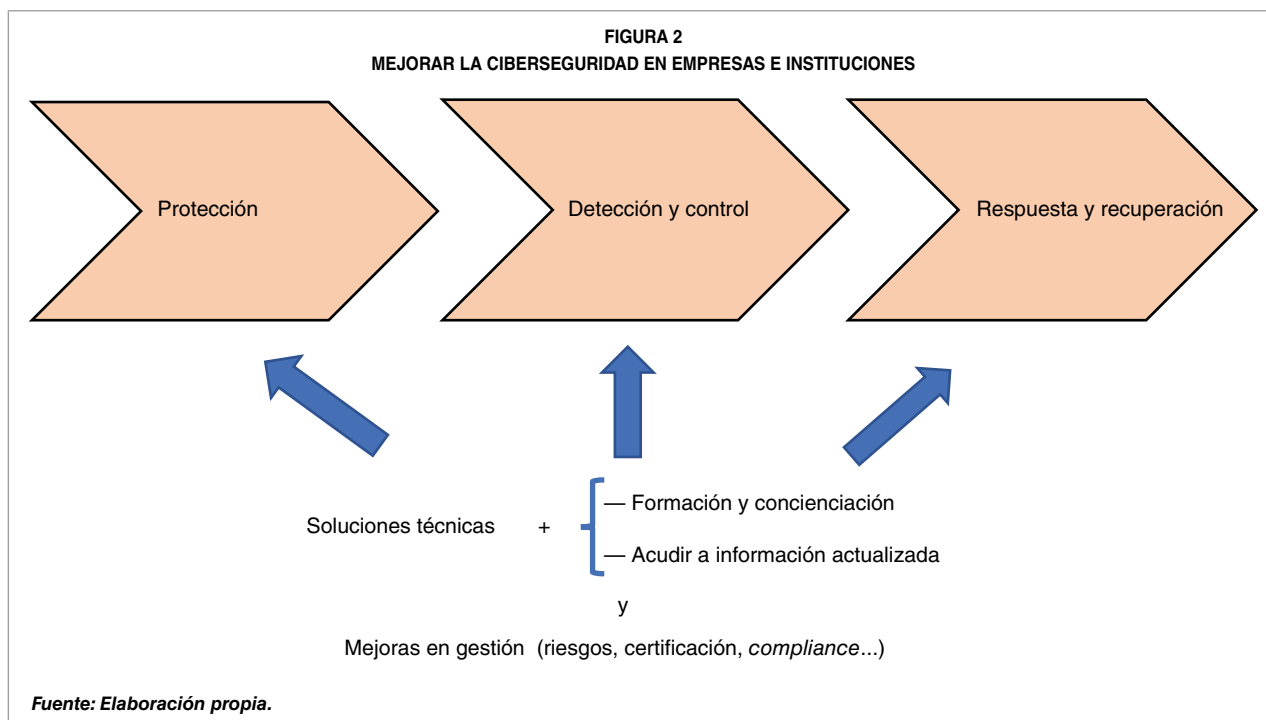 FIGURA 2
MEJORAR LA CIBERSEGURIDAD EN EMPRESAS E INSTITUCIONES
Protección
Detección y control
Respuesta y recuperación
Soluciones técnicas + — Formación y concienciación
— Acudir a información actualizada
y
Mejoras en gestión (riesgos, certificación, compliance...)
Fuente: Elaboración propia.